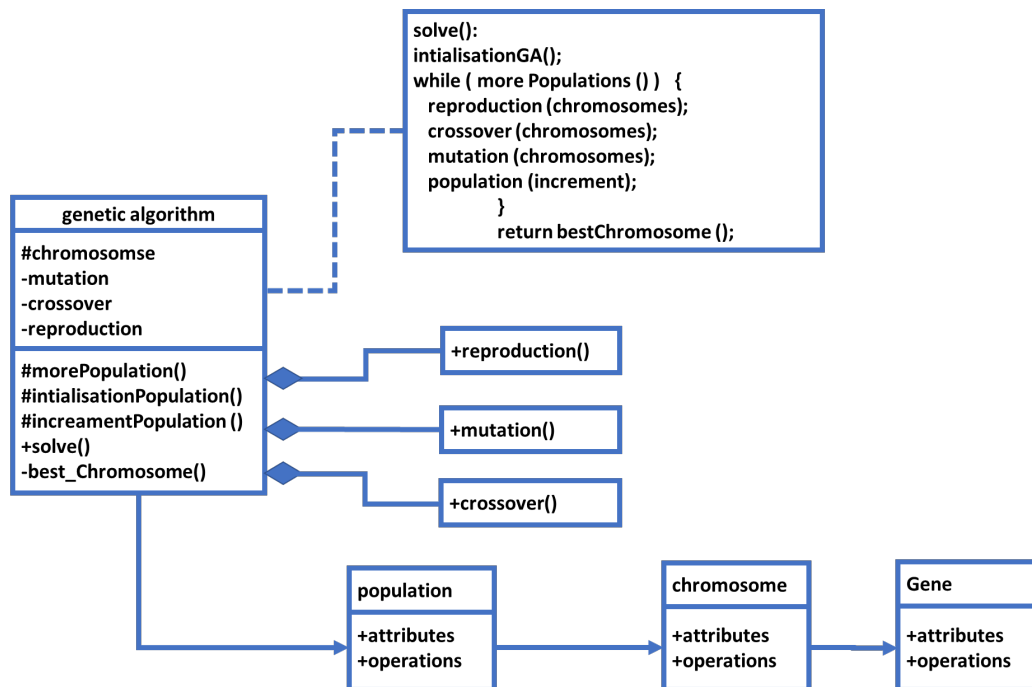 solve():
intialisationGA();
while ( more Populations () ) {
reproduction (chromosomes);
crossover (chromosomes);
mutation (chromosomes);
population (increment);
}
return bestChromosome ();
genetic algorithm
#chromosomse
-mutation
-crossover
-reproduction
#morePopulation()
#intialisationPopulation()
#increamentPopulation ()
+solve()
-best_Chromosome()
+reproduction()
+mutation()
+crossover()
population
+attributes
+operations
chromosome
+attributes
+operations
Gene
+attributes
+operations